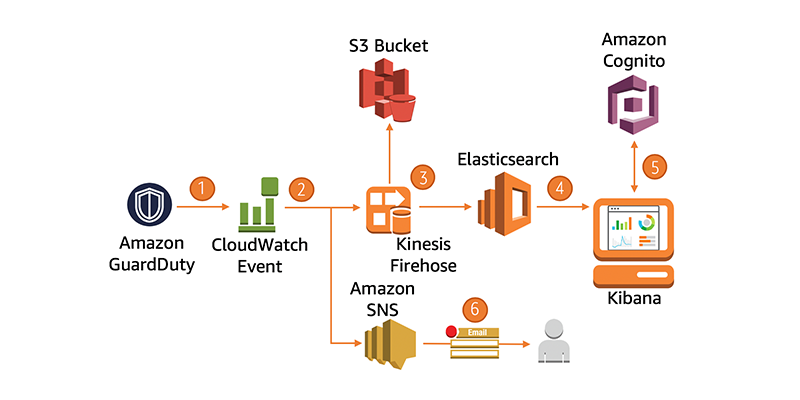 S3 Bucket
Amazon
Cognito
Elasticsearch
1
2
3
4
5
Amazon
GuardDuty
CloudWatch
Event
Kinesis
Firehose
Kibana
Amazon
SNS
6
Email